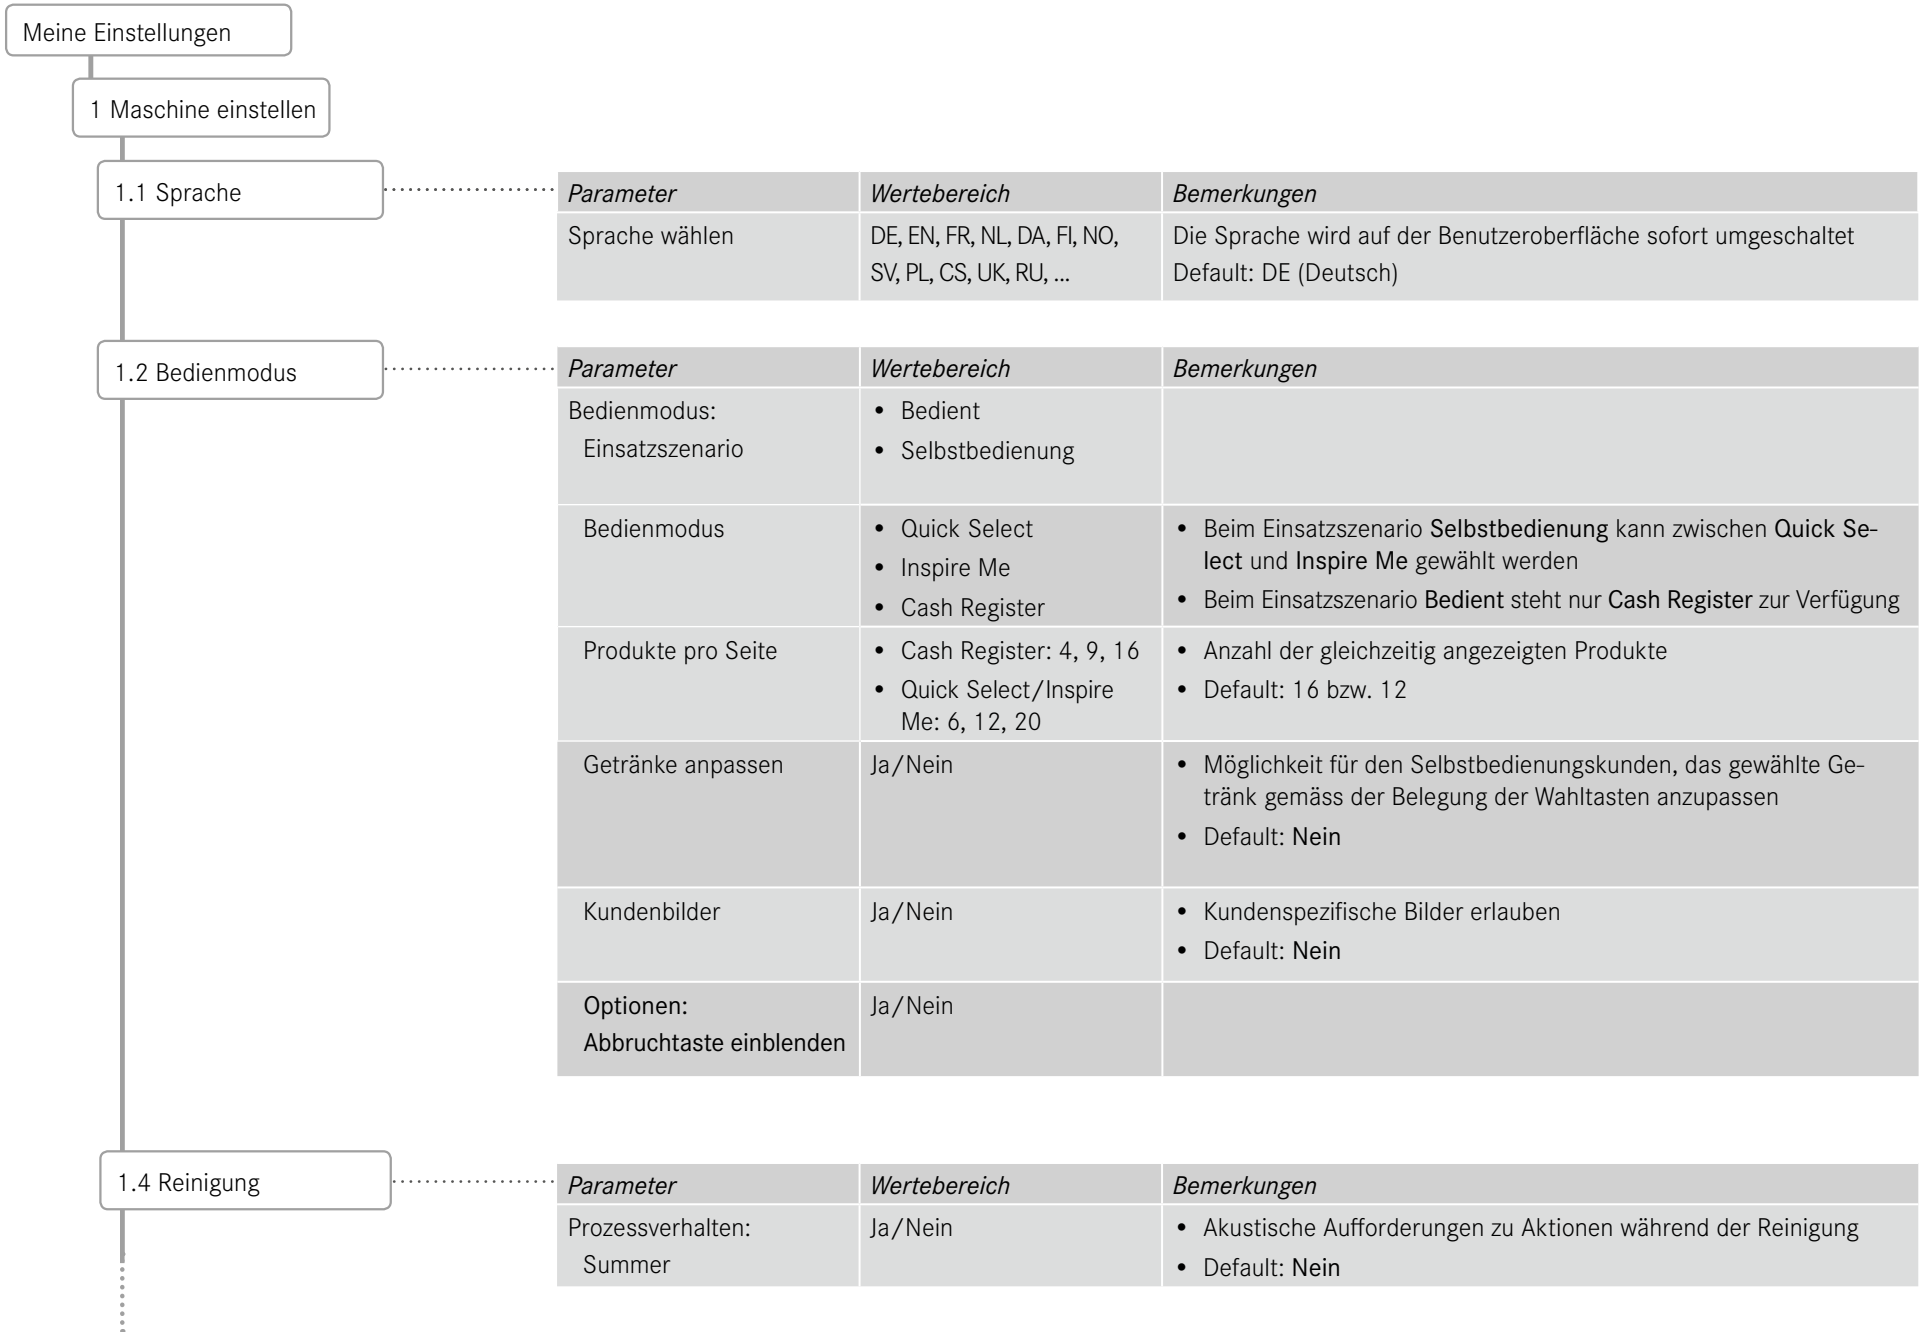 Meine Einstellungen
1 Maschine einstellen
1.1 Sprache
Parameter Wertebereich Bemerkungen
Sprache wählen DE, EN, FR, NL, DA, FI, NO, Die Sprache wird auf der Benutzeroberfläche sofort umgeschaltet
SV, PL, CS, UK, RU, ... Default: DE (Deutsch)
1.2 Bedienmodus
Parameter Wertebereich Bemerkungen
Bedienmodus: • Bedient
Einsatzszenario • Selbstbedienung
Bedienmodus • Quick Select • Beim Einsatzszenario Selbstbedienung kann zwischen Quick Se-
• Inspire Me lect und Inspire Me gewählt werden
• Cash Register • Beim Einsatzszenario Bedient steht nur Cash Register zur Verfügung
Produkte pro Seite • Cash Register: 4, 9, 16 • Anzahl der gleichzeitig angezeigten Produkte
• Quick Select/Inspire • Default: 16 bzw. 12
Me: 6, 12, 20
Getränke anpassen Ja/Nein • Möglichkeit für den Selbstbedienungskunden, das gewählte Ge-
tränk gemäss der Belegung der Wahltasten anzupassen
• Default: Nein
Kundenbilder Ja/Nein • Kundenspezifische Bilder erlauben
• Default: Nein
Optionen: Ja/Nein
Abbruchtaste einblenden
1.4 Reinigung
Parameter Wertebereich Bemerkungen
Prozessverhalten: Ja/Nein • Akustische Aufforderungen zu Aktionen während der Reinigung
Summer • Default: Nein